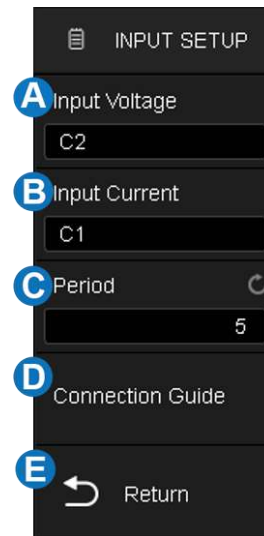 INPUT SETUP
A
Input Voltage
C2
B
Input Current
C1
C
Period
5
D
Connection Guide
E
Return